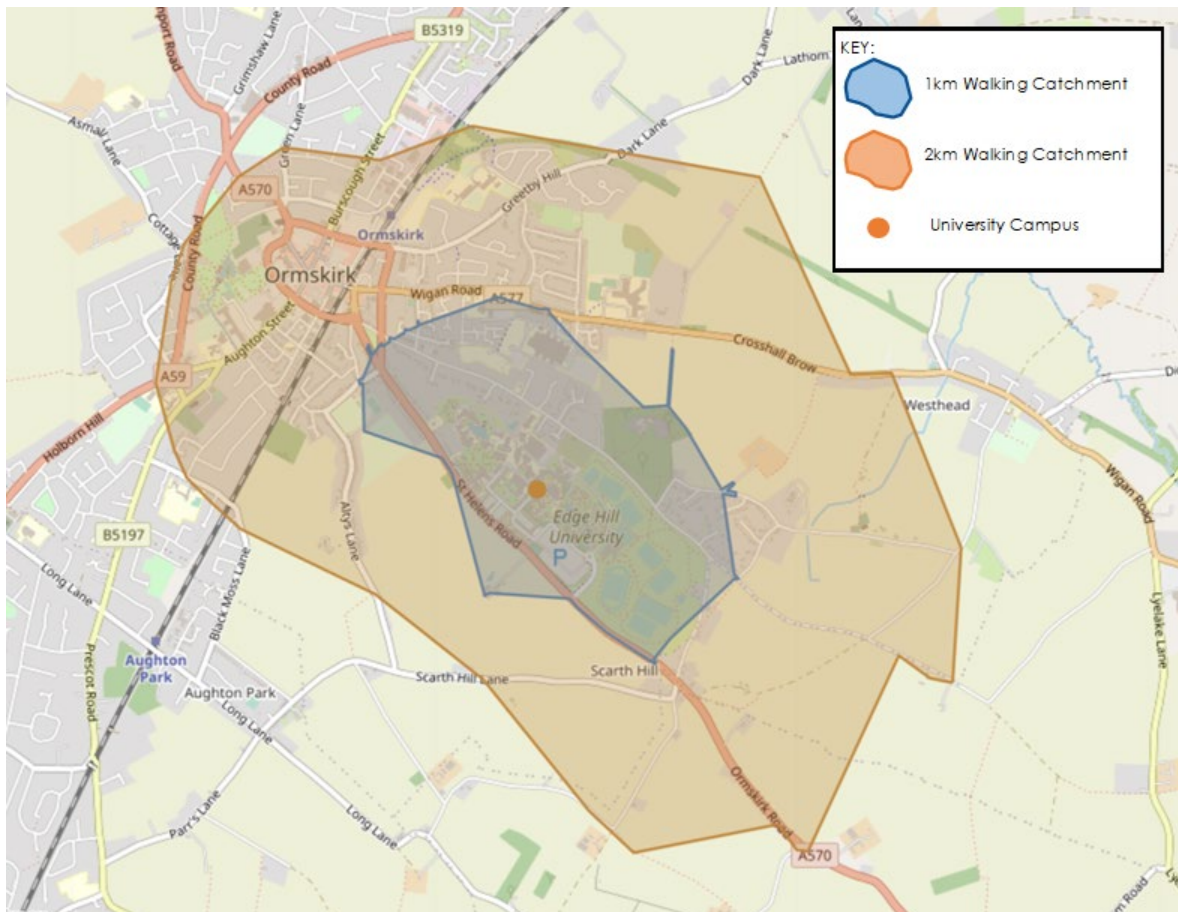 B5319
Grimshaw Lane
County Road
Dark Lane
Lathom
KEY:
1km Walking Catchment
2km Walking Catchment
University Campus
Asmall Lane
Green Lane
Burscough Street
Dark Lane
A570
Greetby Hill
Cottage Lane
County Road
Ormskirk
Ormskirk
Wigan Road
A577
Aughton Street
Crosshall Brow
A59
Westhead
Holborn Hill
Wigan Road
St Helens Road
Edge Hill
University
P
B5197
Altys Lane
Long Lane
Black Moss Lane
Lyelake Lane
Aughton
Park
Prescot Road
Aughton Park
Scarth Hill Lane
Scarth Hill
Long Lane
Ormskirk Road
Parr's Lane
Long Lane
A570